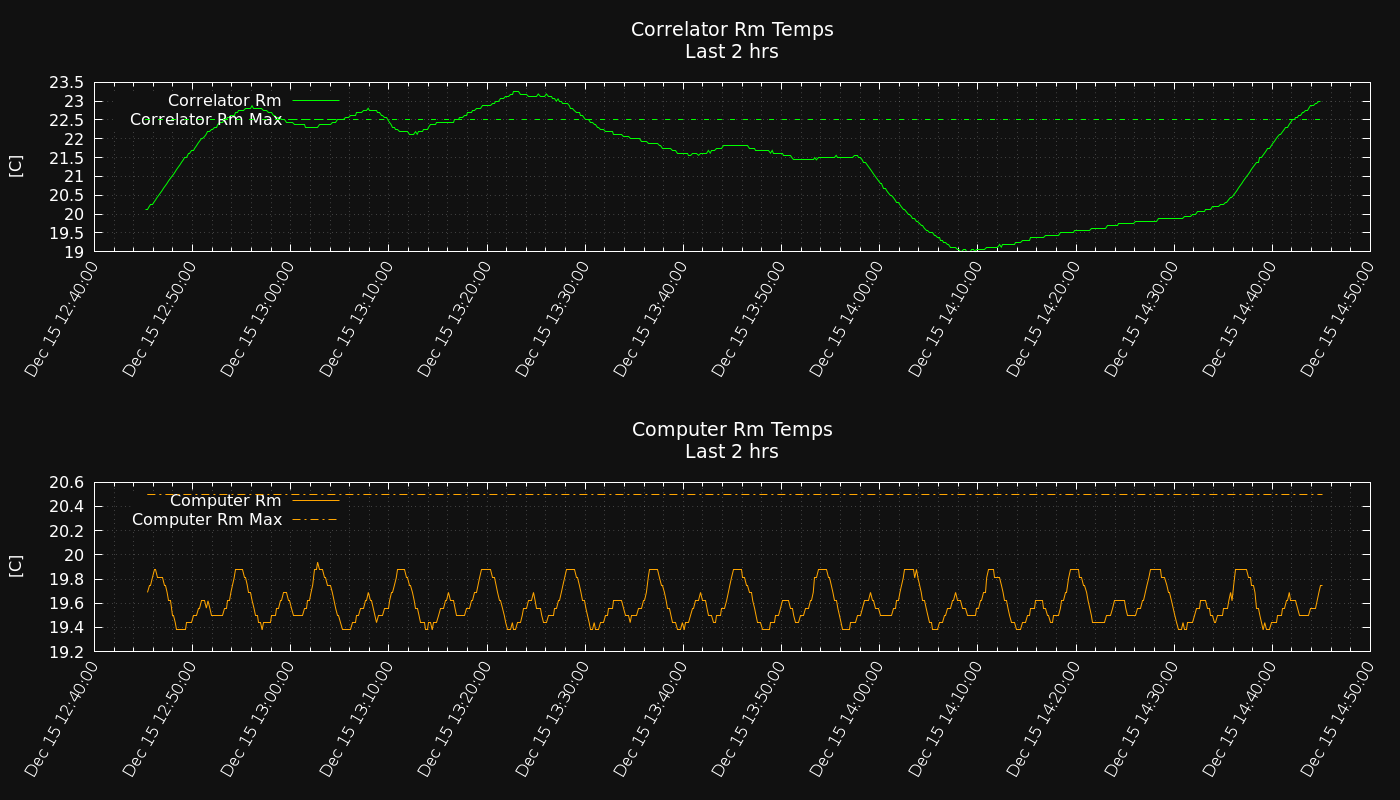 Correlator Rm Temps
Last 2 hrs
[C]
23.5
23
22.5
22
21.5
21
20.5
20
19.5
19
Correlator Rm
Correlator Rm Max
Dec 15 12:40:00
Dec 15 12:50:00
Dec 15 13:00:00
Dec 15 13:10:00
Dec 15 13:20:00
Dec 15 13:30:00
Dec 15 13:40:00
Dec 15 13:50:00
Dec 15 14:00:00
Dec 15 14:10:00
Dec 15 14:20:00
Dec 15 14:30:00
Dec 15 14:40:00
Dec 15 14:50:00
Computer Rm Temps
Last 2 hrs
[C]
20.6
20.4
20.2
20
19.8
19.6
19.4
19.2
Computer Rm
Computer Rm Max
Dec 15 12:40:00
Dec 15 12:50:00
Dec 15 13:00:00
Dec 15 13:10:00
Dec 15 13:20:00
Dec 15 13:30:00
Dec 15 13:40:00
Dec 15 13:50:00
Dec 15 14:00:00
Dec 15 14:10:00
Dec 15 14:20:00
Dec 15 14:30:00
Dec 15 14:40:00
Dec 15 14:50:00